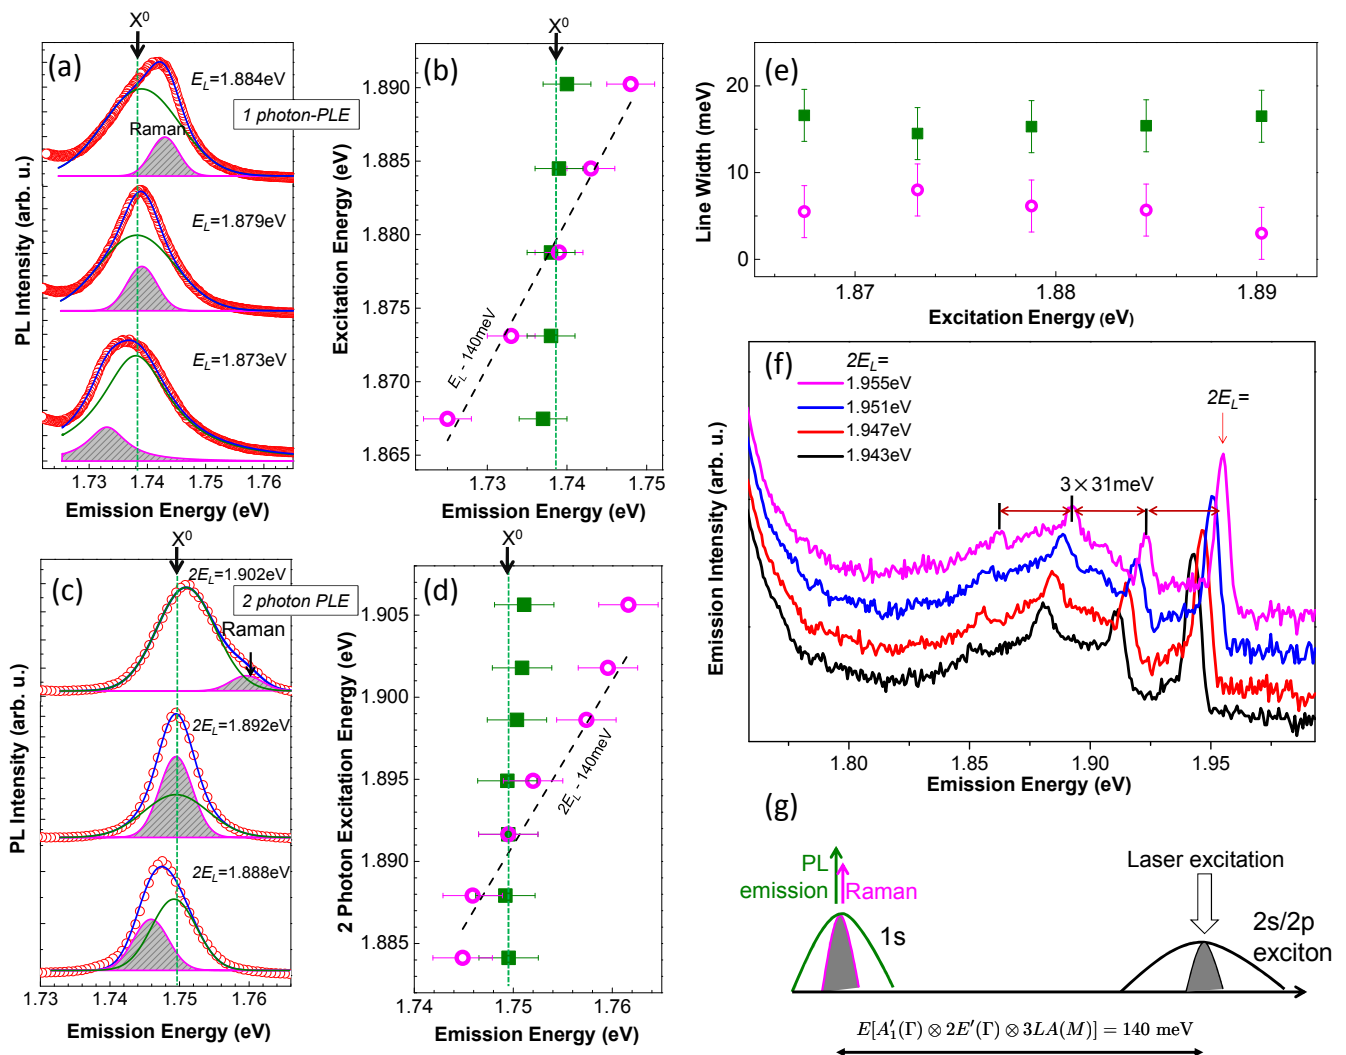 X⁰
(a)
E_L=1.884eV
1 photon-PLE
Raman
E_L=1.879eV
E_L=1.873eV
PL Intensity (arb. u.)
1.73 1.74 1.75 1.76
Emission Energy (eV)
X⁰
(b)
1.890
1.885
1.880
1.875
1.870
1.865
Excitation Energy (eV)
E_L - 140meV
1.73 1.74 1.75
Emission Energy (eV)
(e)
20
10
0
Line Width (meV)
1.87 1.88 1.89
Excitation Energy (eV)
(f)
2E_L=
1.955eV
1.951eV
1.947eV
1.943eV
2E_L=
3×31meV
Emission Intensity (arb. u.)
1.80 1.85 1.90 1.95
Emission Energy (eV)
X⁰
(c)
2E_L=1.902eV
2 photon PLE
Raman
2E_L=1.892eV
2E_L=1.888eV
PL Intensity (arb. u.)
1.73 1.74 1.75 1.76
Emission Energy (eV)
X⁰
(d)
1.905
1.900
1.895
1.890
1.885
2 Photon Excitation Energy (eV)
2E_L - 140meV
1.74 1.75 1.76
Emission Energy (eV)
(g)
PL
emission
Raman
1s
Laser excitation
2s/2p
exciton
E[A′₁(Γ) ⊗ 2E′(Γ) ⊗ 3LA(M)] = 140 meV